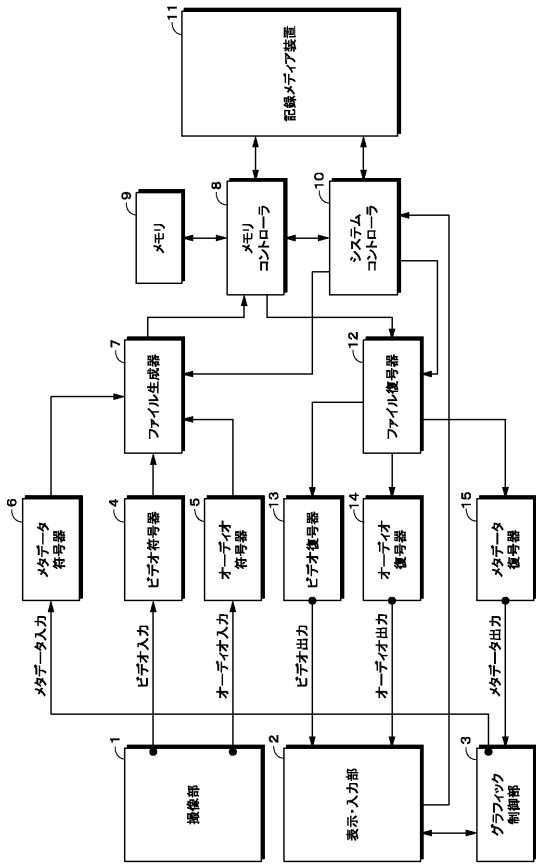 1
撮像部
2
表示・入力部
3
グラフィック
制御部
メタデータ入力
ビデオ入力
オーディオ入力
ビデオ出力
オーディオ出力
メタデータ出力
6
メタデータ
符号器
4
ビデオ符号器
5
オーディオ
符号器
13
ビデオ復号器
14
オーディオ
復号器
15
メタデータ
復号器
7
ファイル生成器
12
ファイル復号器
9
メモリ
8
メモリ
コントローラ
10
システム
コントローラ
11
記録メディア装置